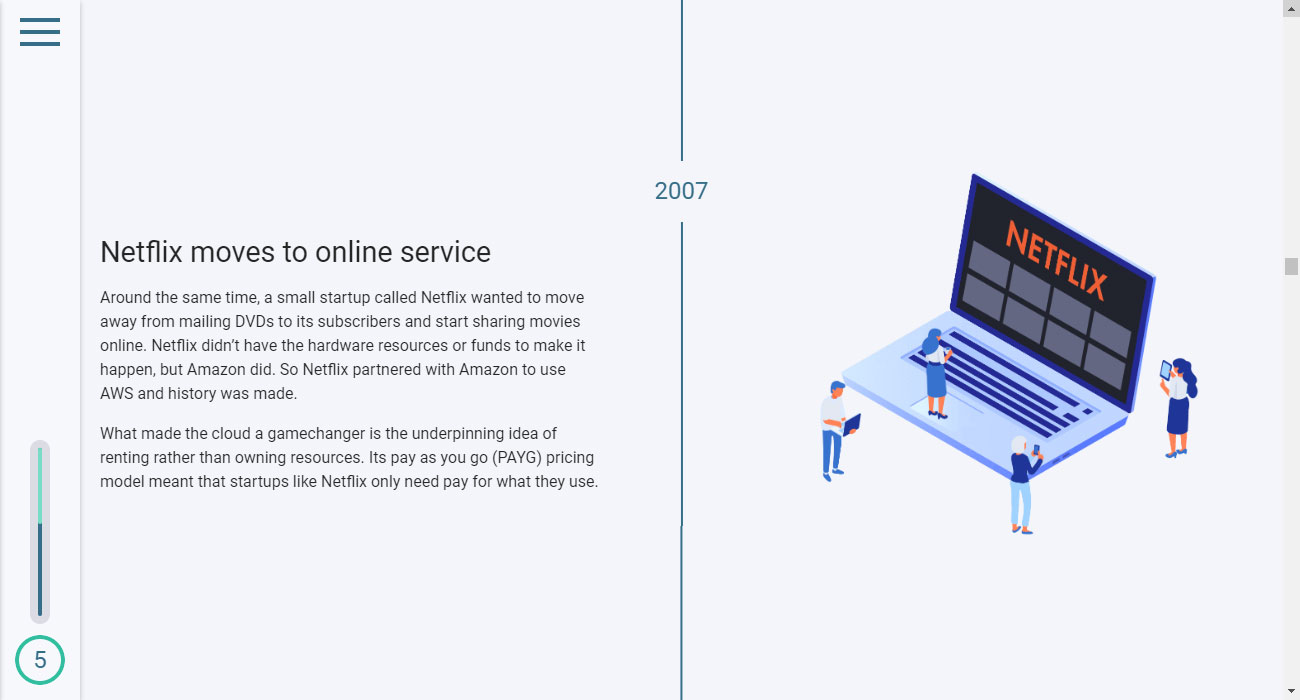 2007
Netflix moves to online service
Around the same time, a small startup called Netflix wanted to move
away from mailing DVDs to its subscribers and start sharing movies
online. Netflix didn’t have the hardware resources or funds to make it
happen, but Amazon did. So Netflix partnered with Amazon to use
AWS and history was made.
What made the cloud a gamechanger is the underpinning idea of
renting rather than owning resources. Its pay as you go (PAYG) pricing
model meant that startups like Netflix only need pay for what they use.
NETFLIX
5